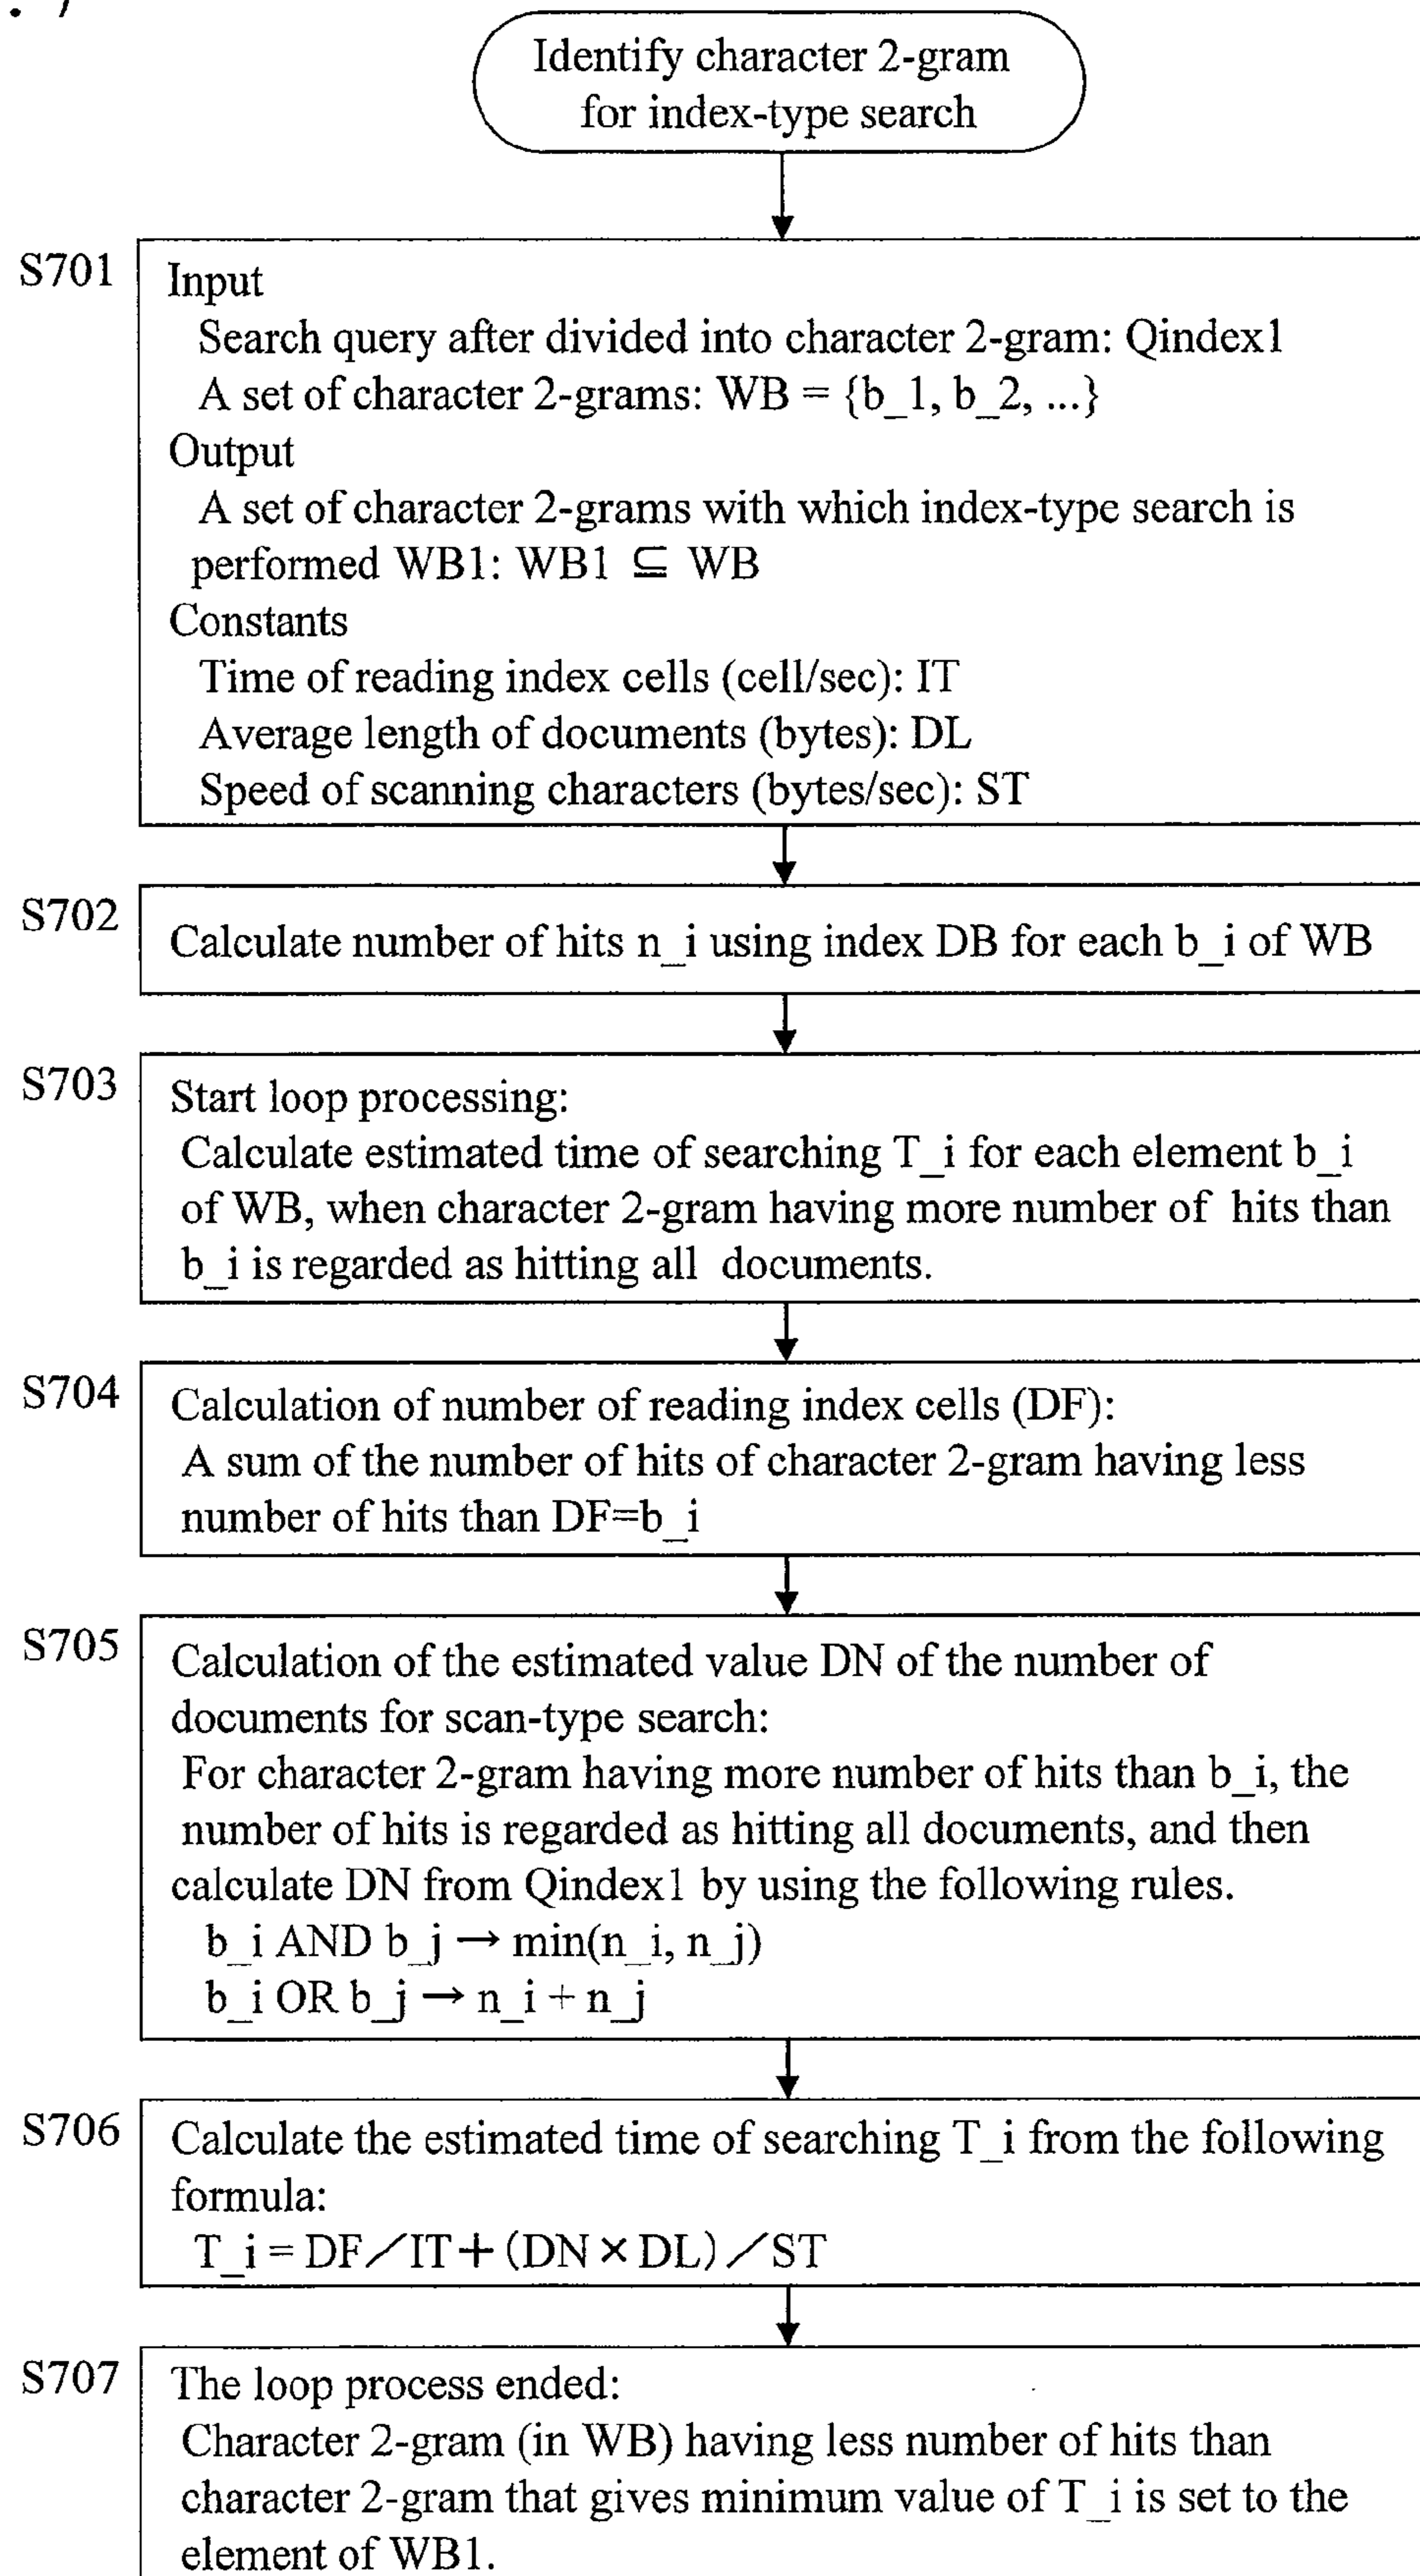 . 7
Identify character 2-gram
for index-type search
S701
Input
Search query after divided into character 2-gram: Qindex1
A set of character 2-grams: WB = {b_1, b_2, ...}
Output
A set of character 2-grams with which index-type search is
performed WB1: WB1 ⊆ WB
Constants
Time of reading index cells (cell/sec): IT
Average length of documents (bytes): DL
Speed of scanning characters (bytes/sec): ST
S702
Calculate number of hits n_i using index DB for each b_i of WB
S703
Start loop processing:
Calculate estimated time of searching T_i for each element b_i
of WB, when character 2-gram having more number of hits than
b_i is regarded as hitting all documents.
S704
Calculation of number of reading index cells (DF):
A sum of the number of hits of character 2-gram having less
number of hits than DF=b_i
S705
Calculation of the estimated value DN of the number of
documents for scan-type search:
For character 2-gram having more number of hits than b_i, the
number of hits is regarded as hitting all documents, and then
calculate DN from Qindex1 by using the following rules.
b_i AND b_j → min(n_i, n_j)
b_i OR b_j → n_i + n_j
S706
Calculate the estimated time of searching T_i from the following
formula:
T_i = DF／IT＋(DN × DL)／ST
S707
The loop process ended:
Character 2-gram (in WB) having less number of hits than
character 2-gram that gives minimum value of T_i is set to the
element of WB1.